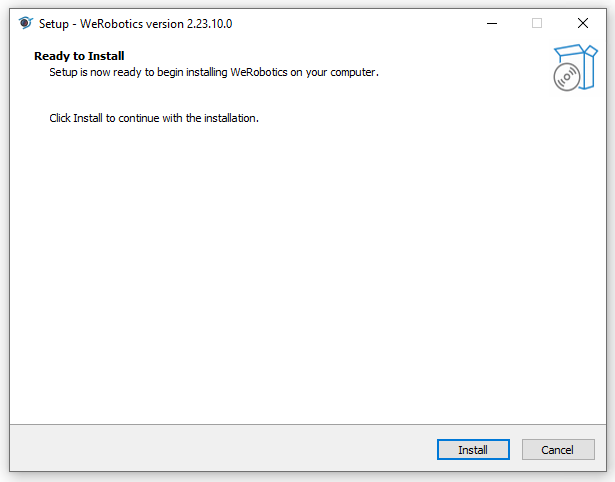 Setup - WeRobotics version 2.23.10.0
Ready to Install
Setup is now ready to begin installing WeRobotics on your computer.
Click Install to continue with the installation.
Install
Cancel